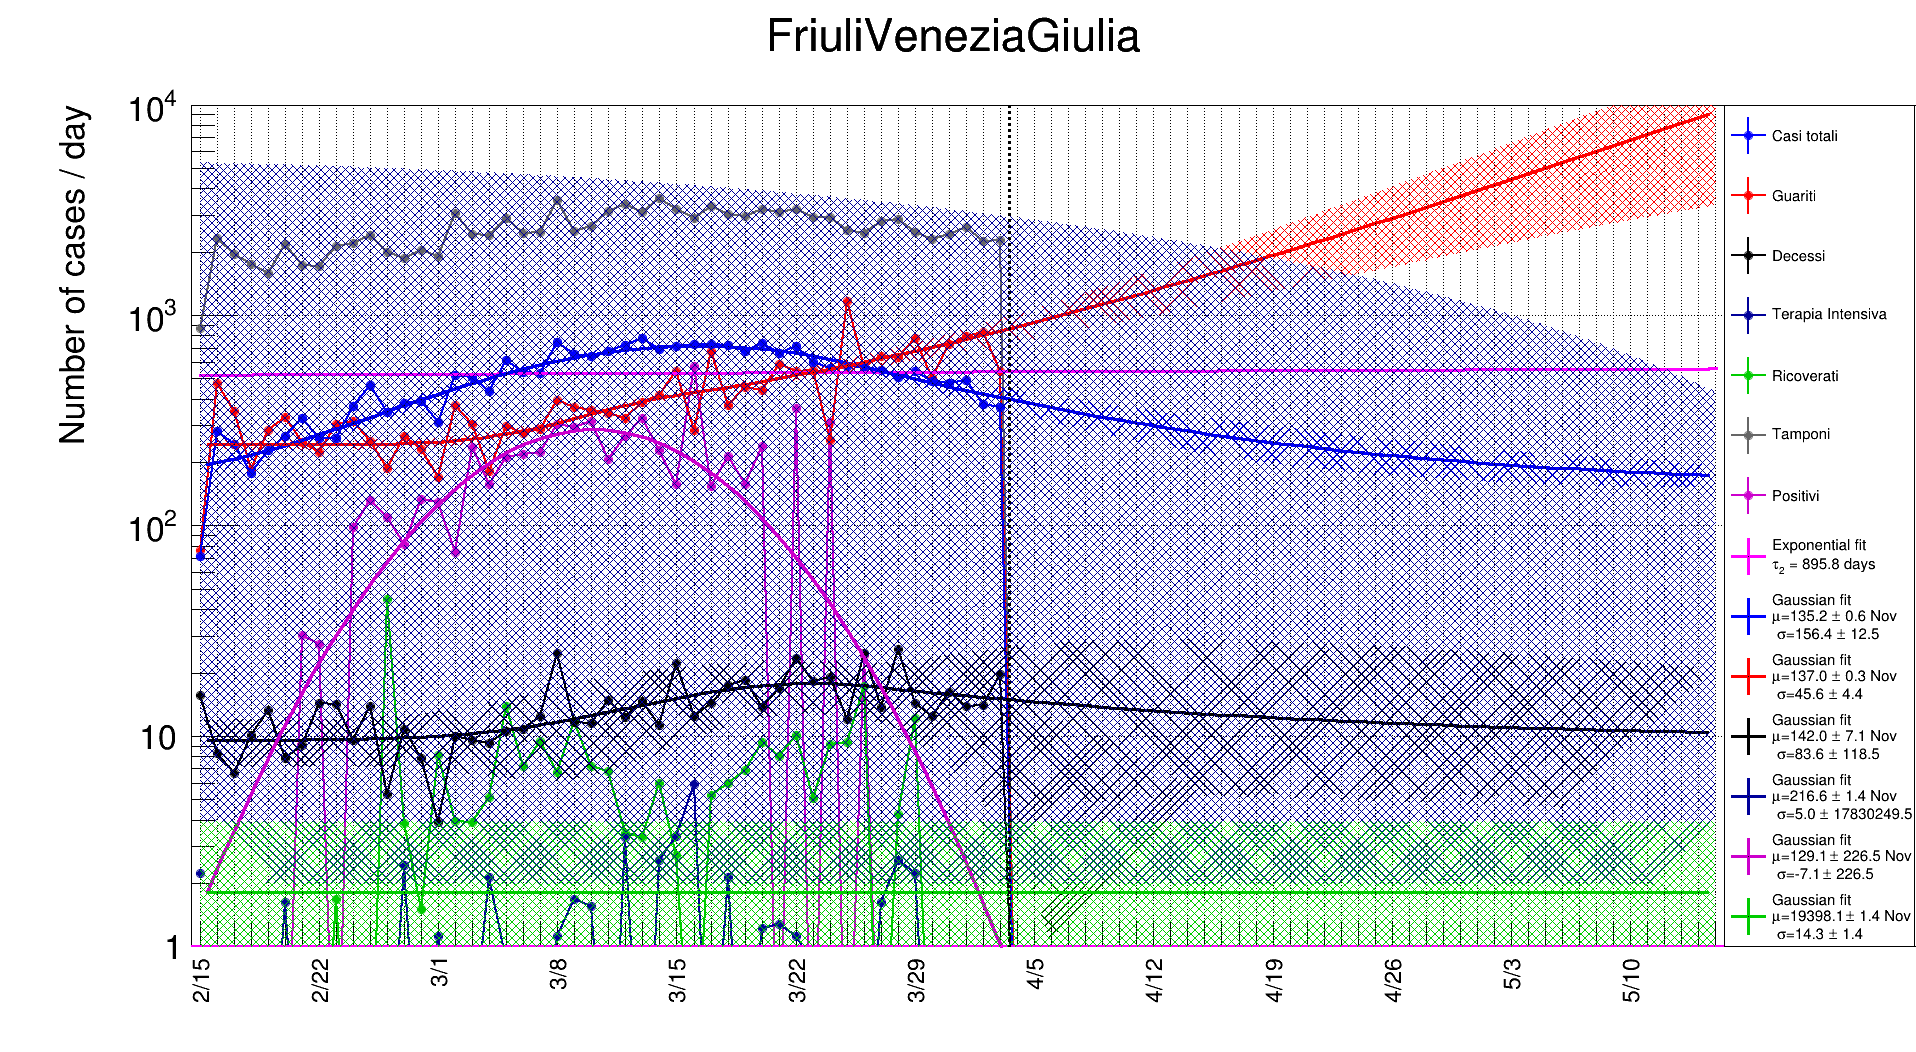 FriuliVeneziaGiulia
Number of cases / day
10⁴
10³
10²
10
1
2/15
2/22
3/1
3/8
3/15
3/22
3/29
4/5
4/12
4/19
4/26
5/3
5/10
Casi totali
Guariti
Decessi
Terapia Intensiva
Ricoverati
Tamponi
Positivi
Exponential fit
τ₂ = 895.8 days
Gaussian fit
μ=135.2 ± 0.6 Nov
σ=156.4 ± 12.5
Gaussian fit
μ=137.0 ± 0.3 Nov
σ=45.6 ± 4.4
Gaussian fit
μ=142.0 ± 7.1 Nov
σ=83.6 ± 118.5
Gaussian fit
μ=216.6 ± 1.4 Nov
σ=5.0 ± 17830249.5
Gaussian fit
μ=129.1 ± 226.5 Nov
σ=-7.1 ± 226.5
Gaussian fit
μ=19398.1 ± 1.4 Nov
σ=14.3 ± 1.4